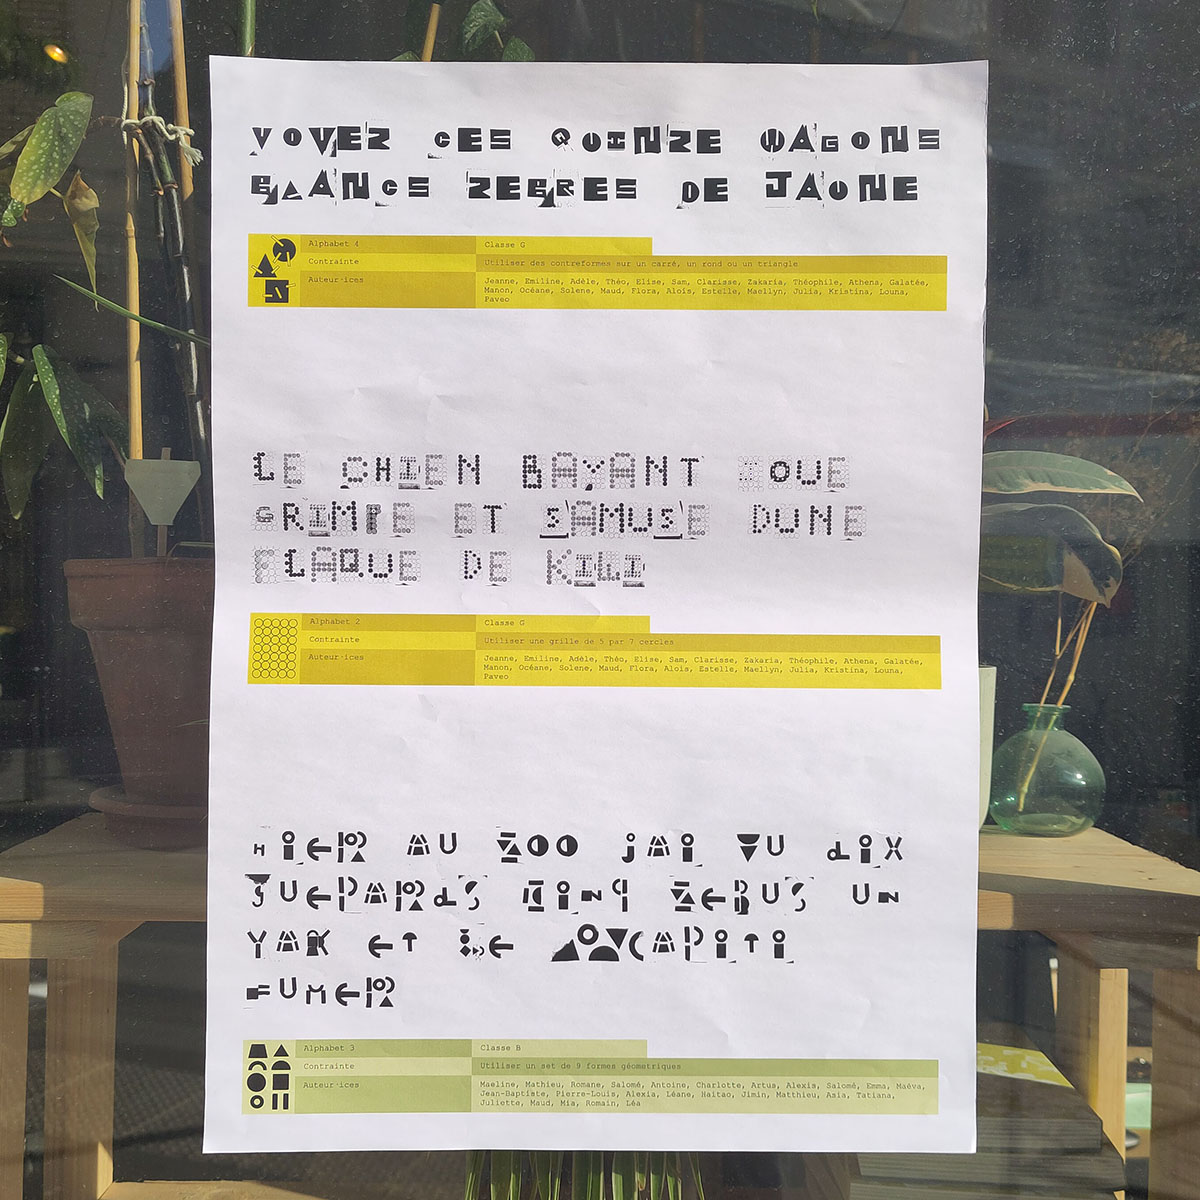 VOYEZ CES QUINZE WAGONS
BLANCS ZEBRES DE JAUNE
Alphabet 4
Classe G
Contrainte
Utiliser des contreformes sur un carré, un rond ou un triangle
Auteur·ices
Jeanne, Emiline, Adèle, Théo, Elise, Sam, Clarisse, Zakaria, Théophile, Athena, Galatée,
Manon, Océane, Solene, Maud, Flora, Aloïs, Estelle, Maellyn, Julia, Kristina, Louna,
Paveo
LE CHIEN BAYANT JOUE
GRIMPE ET S'AMUSE DUNE
FLAQUE DE KIWI
Alphabet 2
Classe G
Contrainte
Utiliser une grille de 5 par 7 cercles
Auteur·ices
Jeanne, Emiline, Adèle, Théo, Elise, Sam, Clarisse, Zakaria, Théophile, Athena, Galatée,
Manon, Océane, Solene, Maud, Flora, Aloïs, Estelle, Maellyn, Julia, Kristina, Louna,
Paveo
HiER AU ZOO jAi VU diX
gUEPARdS Cinq ZEBUS Un
YAK ET
FUMER
Alphabet 3
Classe B
Contrainte
Utiliser un set de 9 formes géometriques
Auteur·ices
Maeline, Mathieu, Romane, Salomé, Antoine, Charlotte, Artus, Alexis, Salomé, Emma, Maëva,
Jean-Baptiste, Pierre-Louis, Alexia, Léane, Haitao, Jimin, Matthieu, Asia, Tatiana,
Juliette, Maud, Mia, Romain, Léa